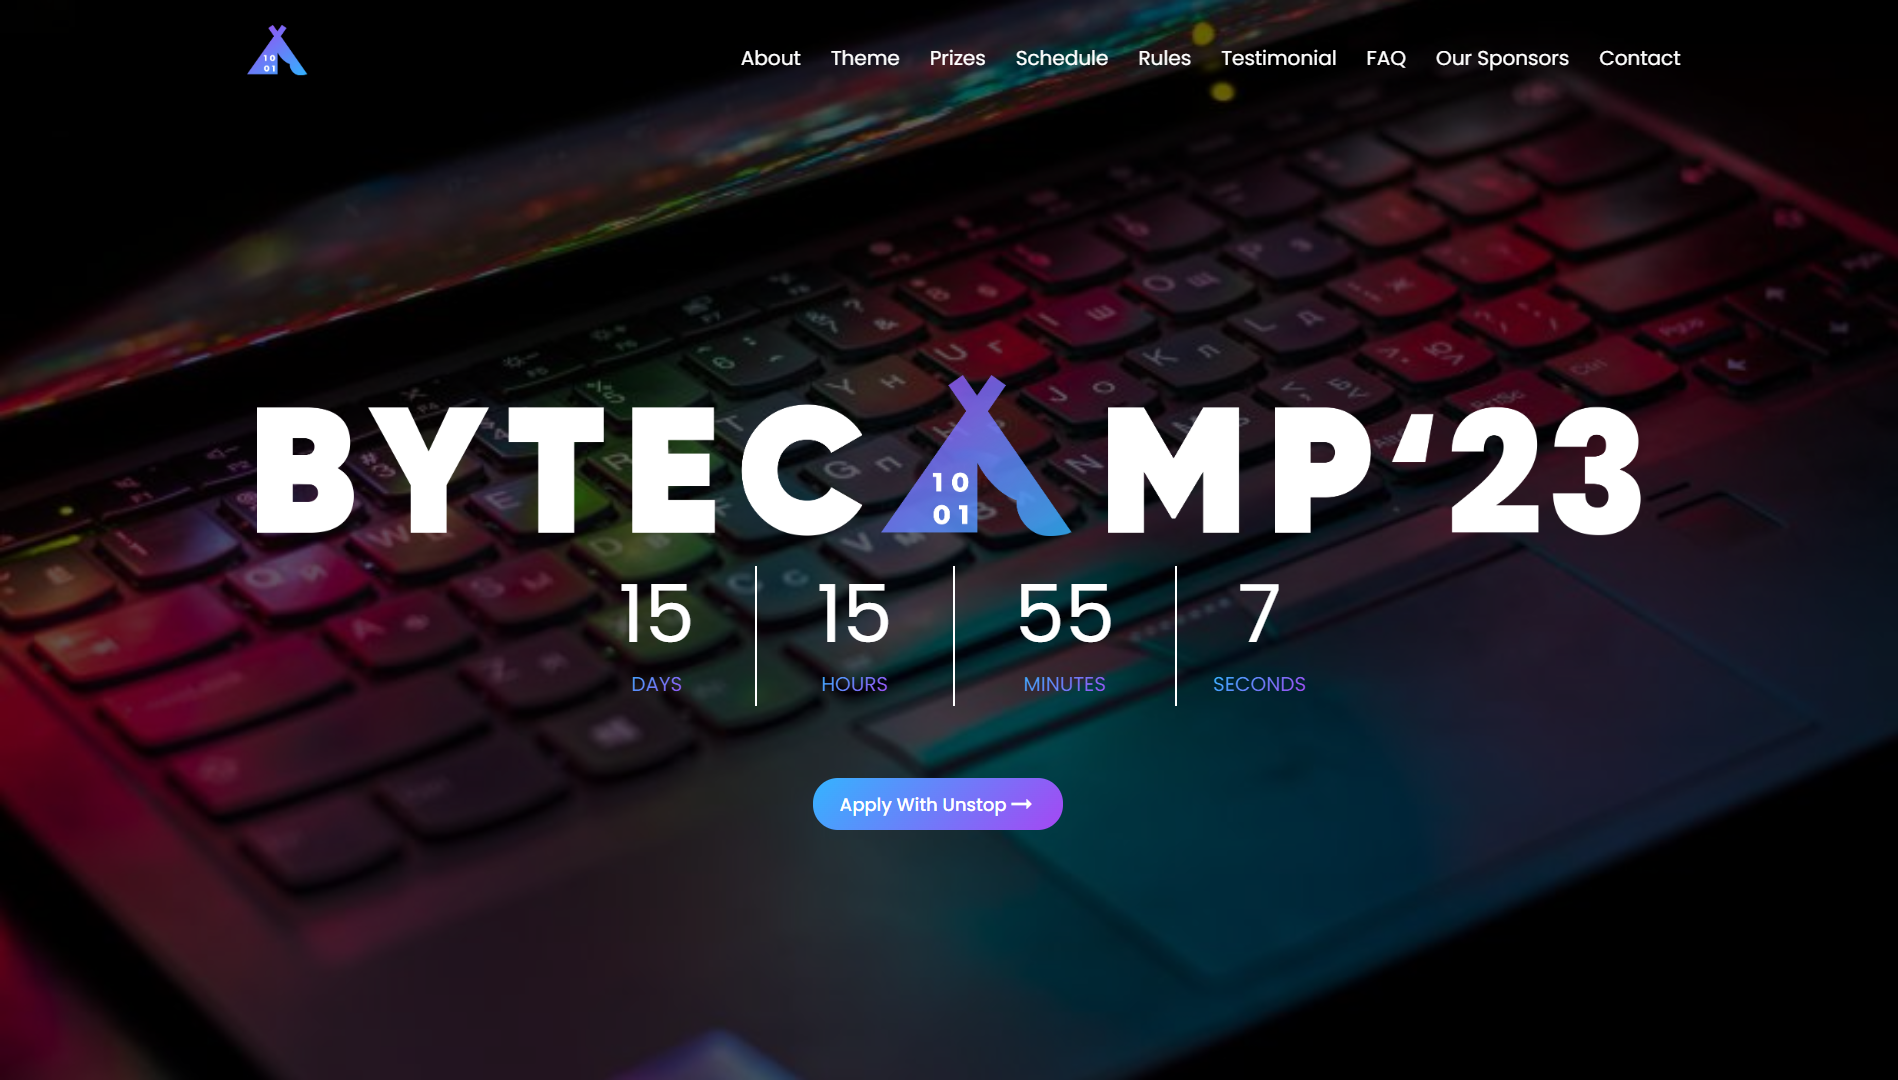 10
01
About Theme Prizes Schedule Rules Testimonial FAQ Our Sponsors Contact
BYTEC MP‘23
10
01
15 15 55 7
DAYS HOURS MINUTES SECONDS
Apply With Unstop